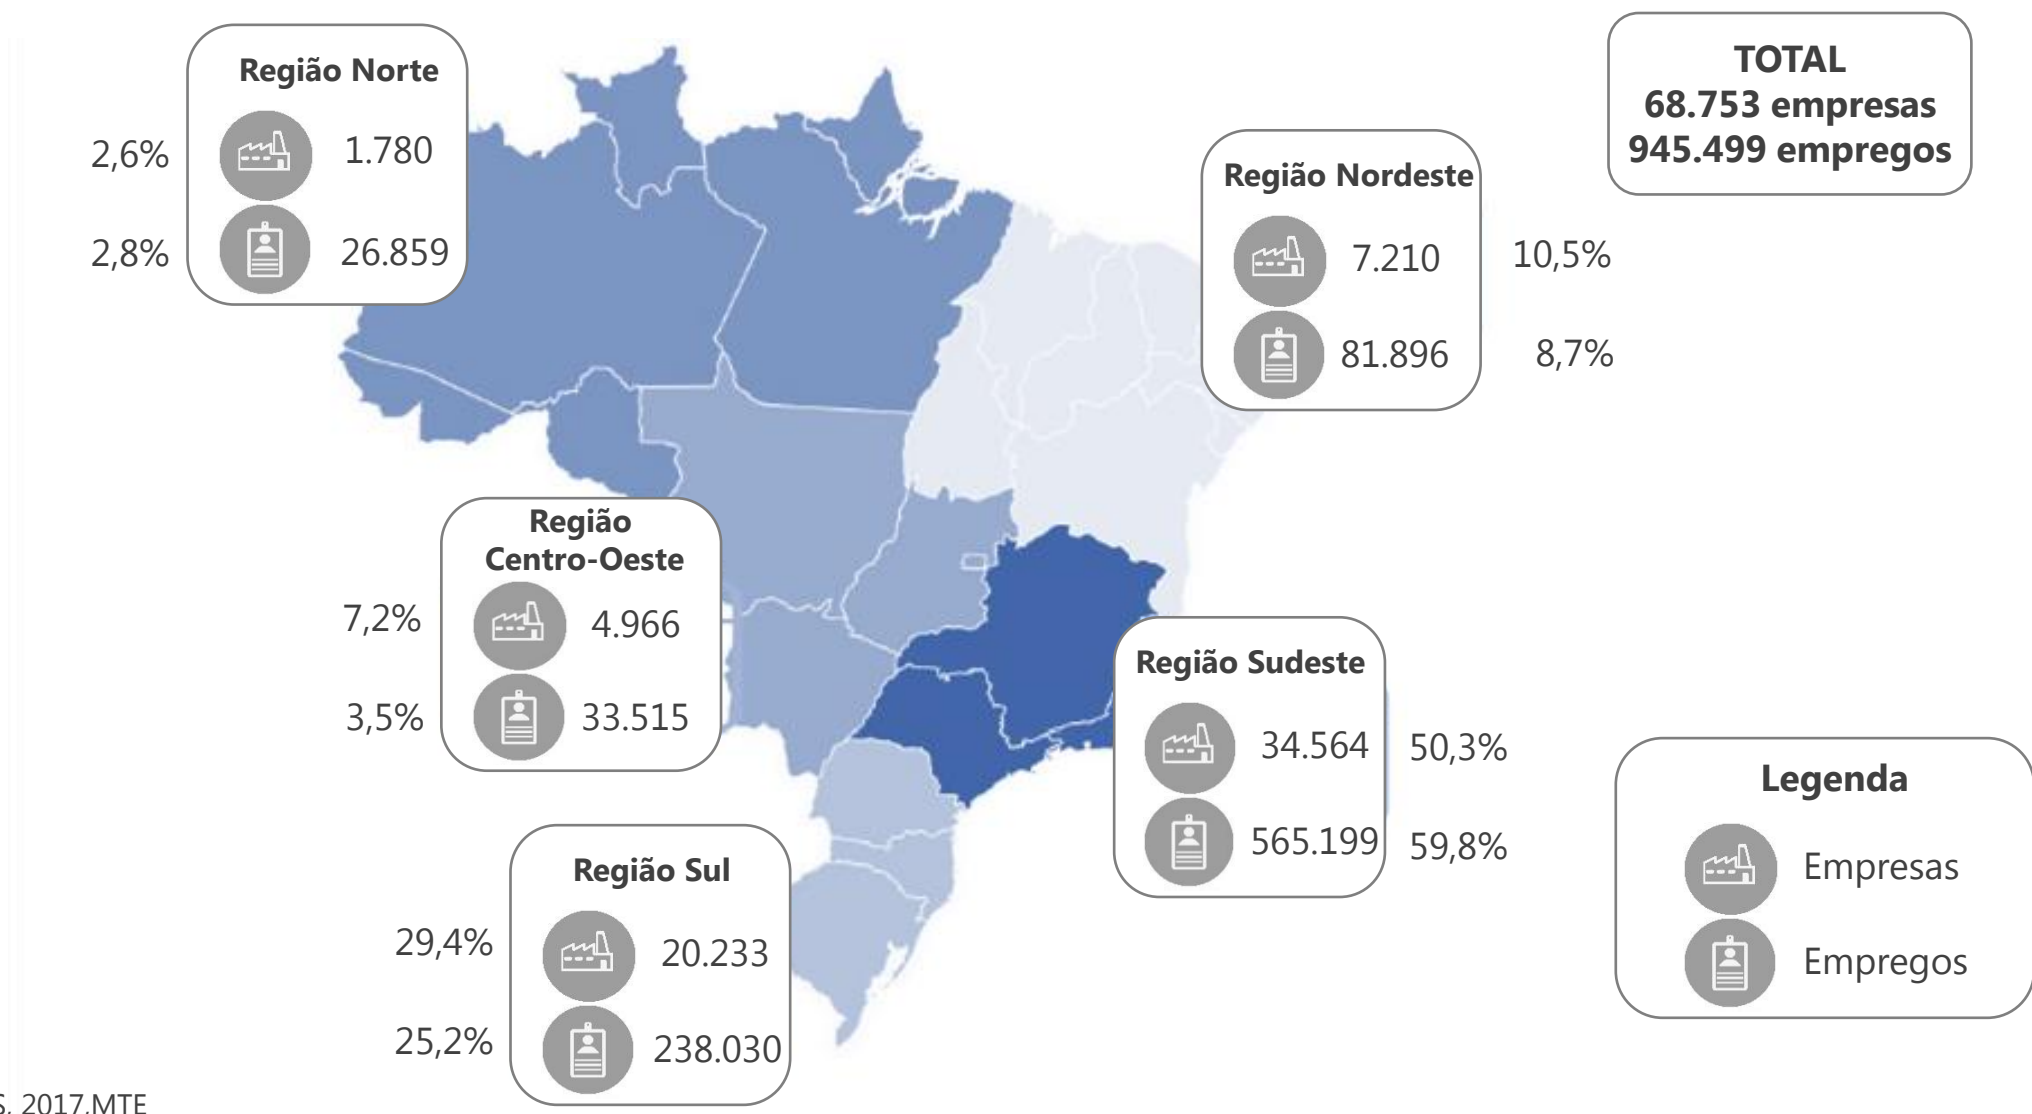 Região Norte
2,6%
1.780
2,8%
26.859
TOTAL
68.753 empresas
945.499 empregos
Região Nordeste
7.210
10,5%
81.896
8,7%
Região
Centro-Oeste
7,2%
4.966
3,5%
33.515
Região Sudeste
34.564
50,3%
565.199
59,8%
Região Sul
29,4%
20.233
25,2%
238.030
Legenda
Empresas
Empregos
2017,MTE